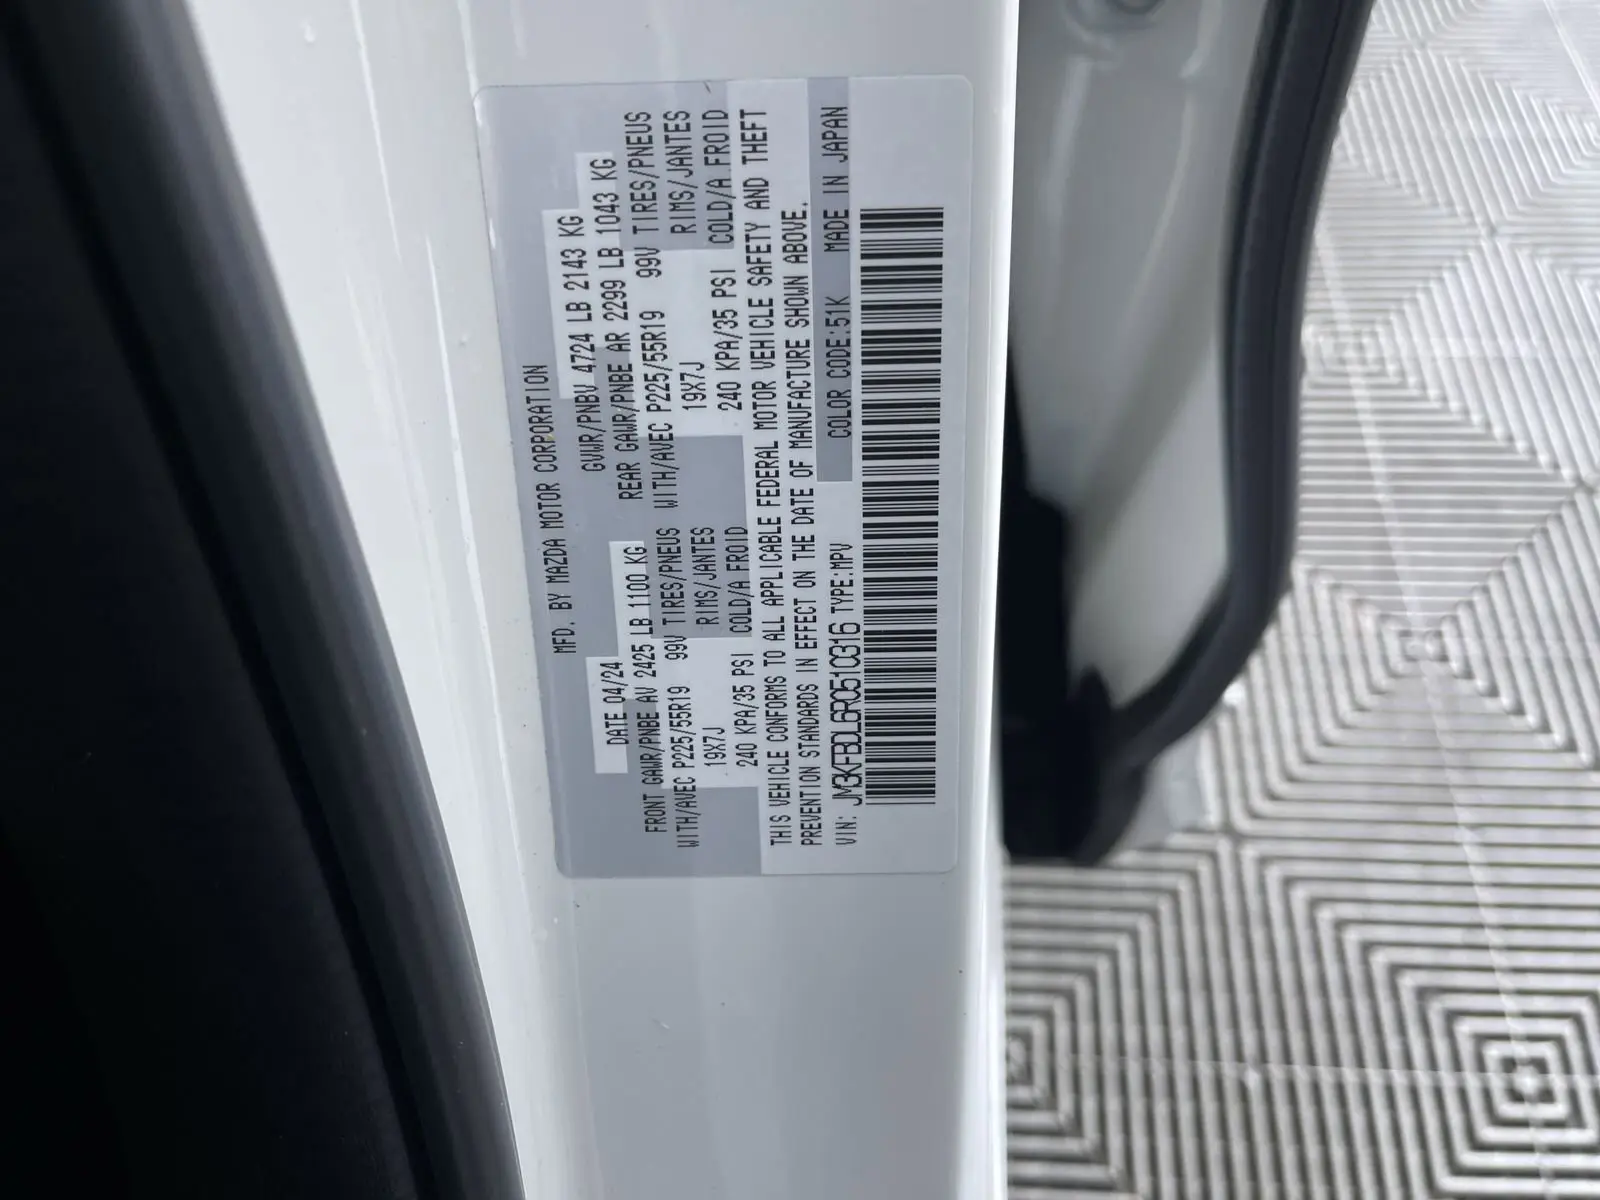 MFD. BY MAZDA MOTOR CORPORATION
DATE 04/24 GVWR/PNBV 4724 LB 2143 KG
FRONT GAWR/PNBE AV 2425 LB 1100 KG REAR GAWR/PNBE AR 2299 LB 1043 KG
WITH/AVEC P225/55R19 99V TIRES/PNEUS WITH/AVEC P225/55R19 99V TIRES/PNEUS
19X7J RIMS/JANTES 19X7J RIMS/JANTES
240 KPA/35 PSI COLD/A FROID 240 KPA/35 PSI COLD/A FROID
THIS VEHICLE CONFORMS TO ALL APPLICABLE FEDERAL MOTOR VEHICLE SAFETY AND THEFT
PREVENTION STANDARDS IN EFFECT ON THE DATE OF MANUFACTURE SHOWN ABOVE.
VIN: JM3KFBDL6R0510316 TYPE:MPV COLOR CODE:51K MADE IN JAPAN